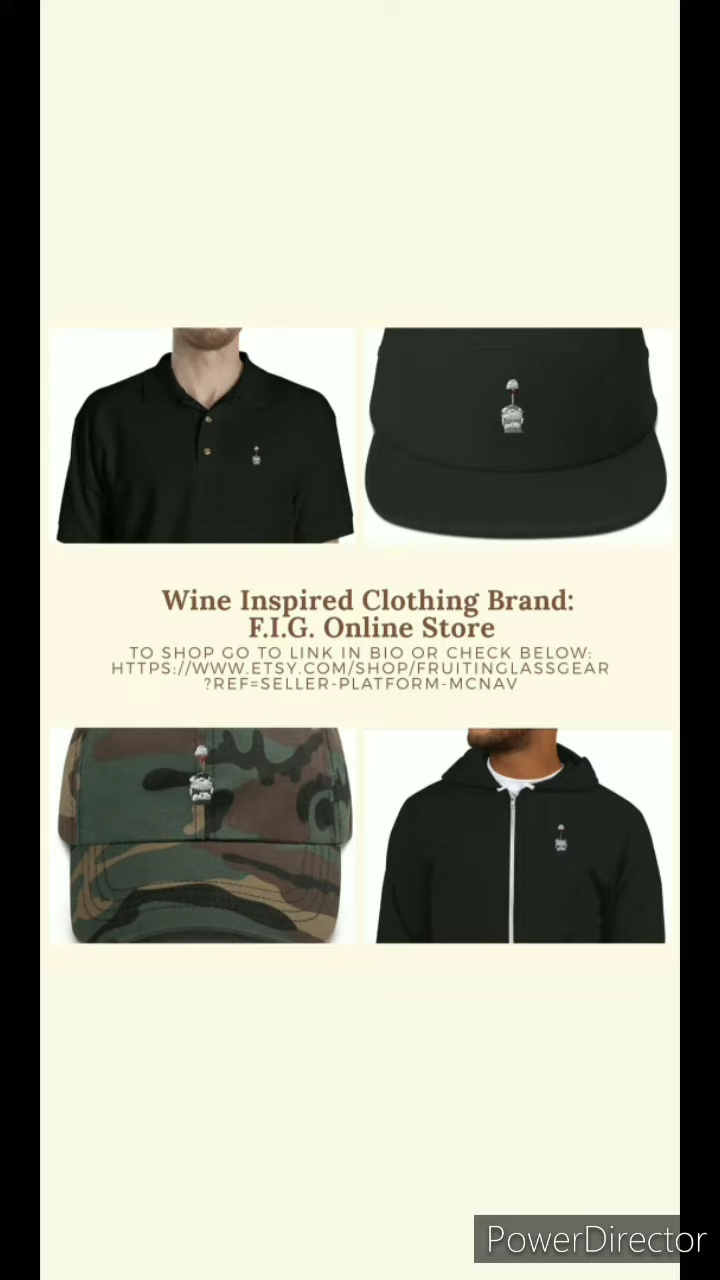 Wine Inspired Clothing Brand:
F.I.G. Online Store
TO SHOP GO TO LINK IN BIO OR CHECK BELOW:
HTTPS://WWW.ETSY.COM/SHOP/FRUITINGLASSGEAR
?REF=SELLER-PLATFORM-MCNAV
PowerDirector